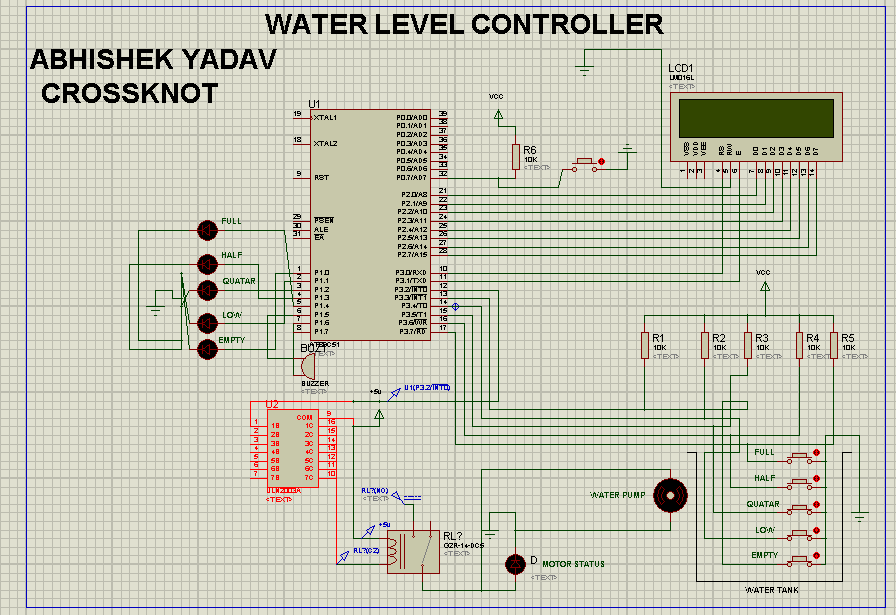 WATER LEVEL CONTROLLER
ABHISHEK YADAV
CROSSKNOT
LCD1
LM016L
<TEXT>
VSS
VDD
VEE
RS
RW
E
D0
D1
D2
D3
D4
D5
D6
D7
1
2
3
4
5
6
7
8
9
10
11
12
13
14
U1
19
XTAL1
18
XTAL2
9
RST
29
PSEN
30
ALE
31
EA
1
P1.0
2
P1.1
3
P1.2
4
P1.3
5
P1.4
6
P1.5
7
P1.6
8
P1.7
P0.0/AD0
39
P0.1/AD1
38
P0.2/AD2
37
P0.3/AD3
36
P0.4/AD4
35
P0.5/AD5
34
P0.6/AD6
33
P0.7/AD7
32
P2.0/A8
21
P2.1/A9
22
P2.2/A10
23
P2.3/A11
24
P2.4/A12
25
P2.5/A13
26
P2.6/A14
27
P2.7/A15
28
P3.0/RXD
10
P3.1/TXD
11
P3.2/INT0
12
P3.3/INT1
13
P3.4/T0
14
P3.5/T1
15
P3.6/WR
16
P3.7/RD
17
VCC
R6
10K
<TEXT>
FULL
HALF
QUATAR
LOW
EMPTY
BUZ1
BUZZER
<TEXT>
VCC
R1
10K
<TEXT>
R2
10K
<TEXT>
R3
10K
<TEXT>
R4
10K
<TEXT>
R5
10K
<TEXT>
+5v
U1(P3.2/INT0)
U2
1
1B
2
2B
3
3B
4
4B
5
5B
6
6B
7
7B
COM
9
1C
16
2C
15
3C
14
4C
13
5C
12
6C
11
7C
10
ULN2003A
<TEXT>
RL?(NO)
+5v
RL?(C2)
RL?
G2R-14-DC5
<TEXT>
WATER PUMP
D
MOTOR STATUS
<TEXT>
FULL
HALF
QUATAR
LOW
EMPTY
WATER TANK